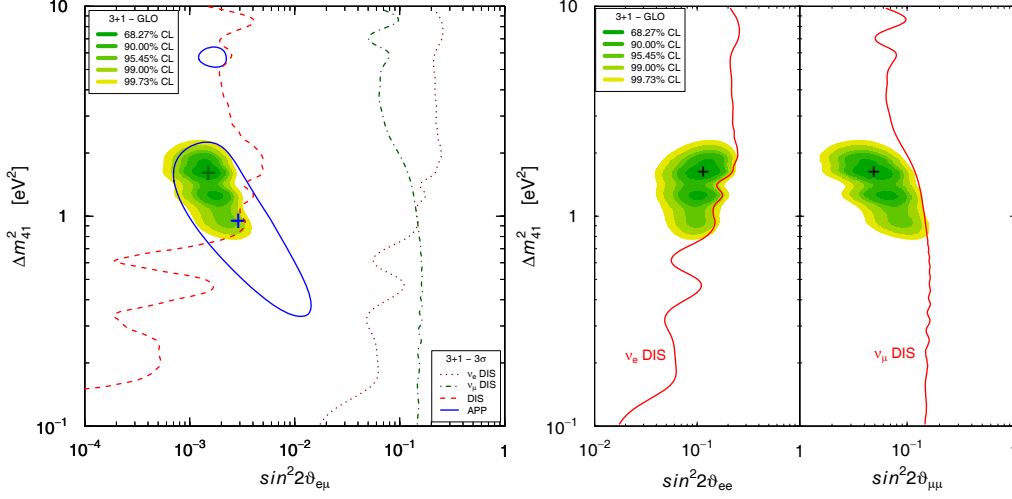 3+1 − GLO
68.27% CL
90.00% CL
95.45% CL
99.00% CL
99.73% CL
10
1
10⁻¹
Δm²₄₁ [eV²]
3+1 − 3σ
νe DIS
νμ DIS
DIS
APP
10⁻⁴
10⁻³
10⁻²
10⁻¹
1
sin²2ϑeμ
3+1 − GLO
68.27% CL
90.00% CL
95.45% CL
99.00% CL
99.73% CL
10
1
10⁻¹
Δm²₄₁ [eV²]
νe DIS
νμ DIS
10⁻²
10⁻¹
10⁻¹
1
sin²2ϑee
sin²2ϑμμ